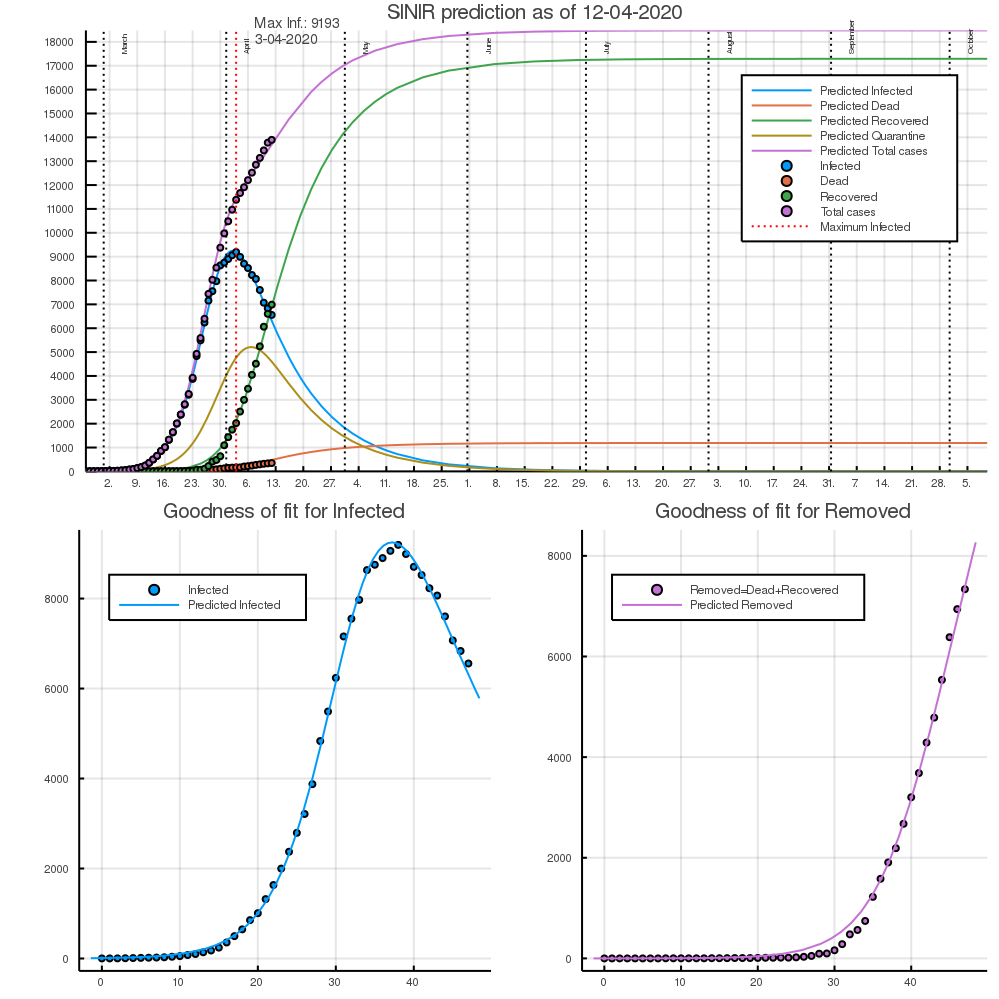 SINIR prediction as of 12-04-2020
Max Inf.: 9193
3-04-2020
March
April
May
June
July
August
September
October
18000
17000
16000
15000
14000
13000
12000
11000
10000
9000
8000
7000
6000
5000
4000
3000
2000
1000
0
Predicted Infected
Predicted Dead
Predicted Recovered
Predicted Quarantine
Predicted Total cases
Infected
Dead
Recovered
Total cases
Maximum Infected
2. 9. 16. 23. 30. 6. 13. 20. 27. 4. 11. 18. 25. 1. 8. 15. 22. 29. 6. 13. 20. 27. 3. 10. 17. 24. 31. 7. 14. 21. 28. 5.
Goodness of fit for Infected
Infected
Predicted Infected
8000
6000
4000
2000
0
0 10 20 30 40
Goodness of fit for Removed
Removed=Dead+Recovered
Predicted Removed
8000
6000
4000
2000
0
0 10 20 30 40